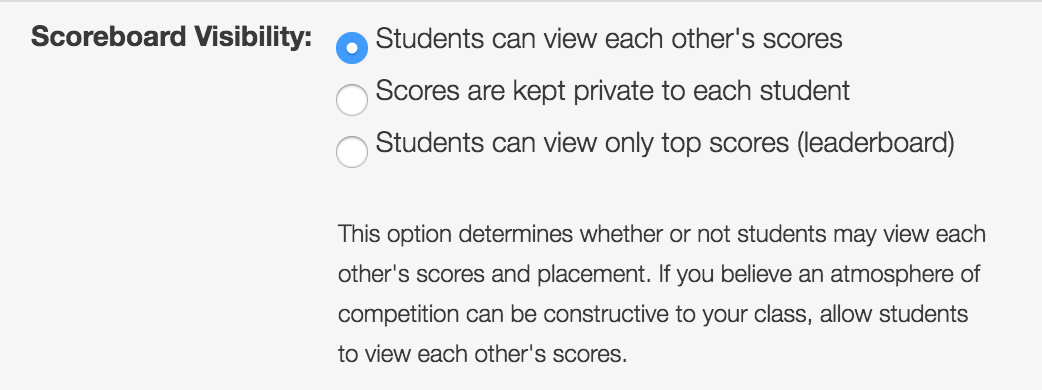 Scoreboard Visibility:
Students can view each other's scores
Scores are kept private to each student
Students can view only top scores (leaderboard)
This option determines whether or not students may view each
other's scores and placement. If you believe an atmosphere of
competition can be constructive to your class, allow students
to view each other's scores.